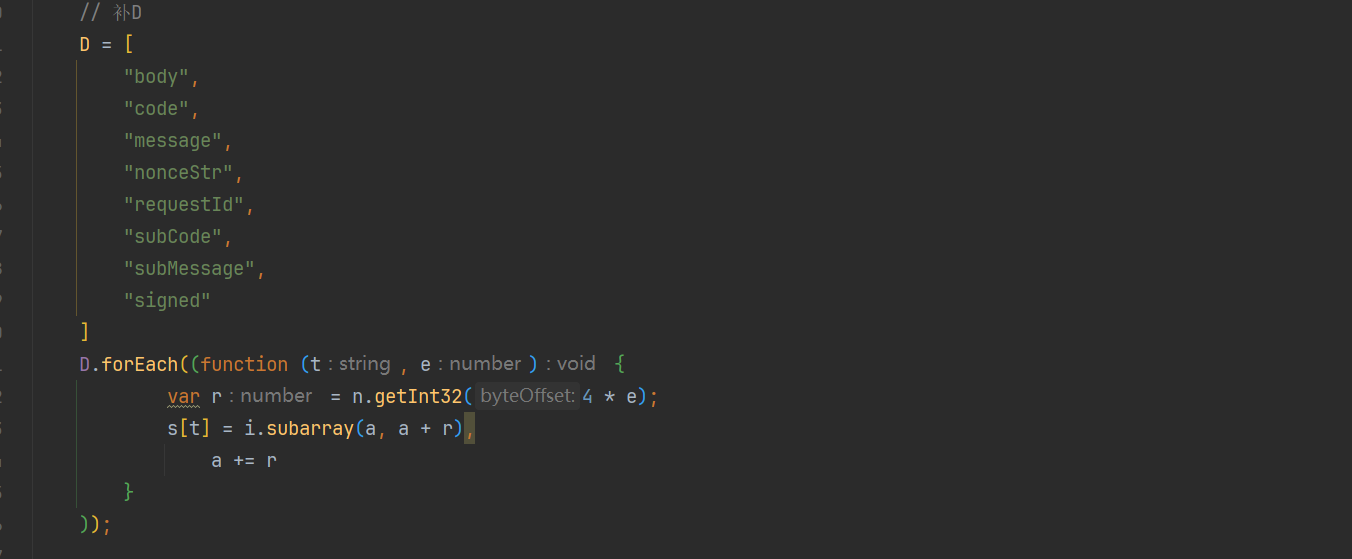 // 补D
D = [
"body",
"code",
"message",
"nonceStr",
"requestId",
"subCode",
"subMessage",
"signed"
]
D.forEach((function (t : string , e : number ) : void {
var r : number = n.getInt32( byteOffset: 4 * e);
s[t] = i.subarray(a, a + r),
a += r
}
));